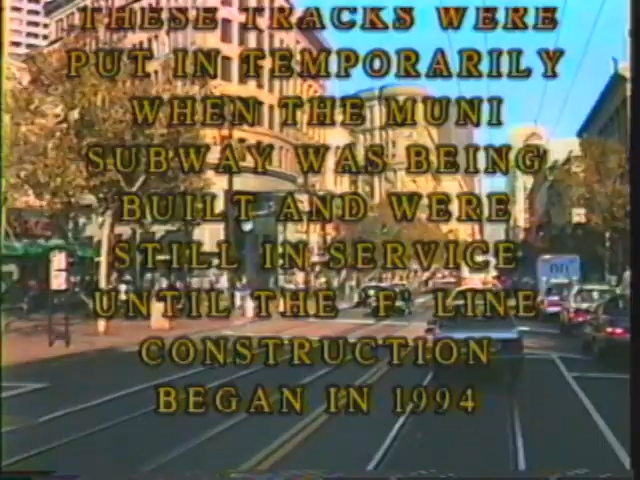 THESE TRACKS WERE
PUT IN TEMPORARILY
WHEN THE MUNI
SUBWAY WAS BEING
BUILT AND WERE
STILL IN SERVICE
UNTIL THE "F" LINE
CONSTRUCTION
BEGAN IN 1994